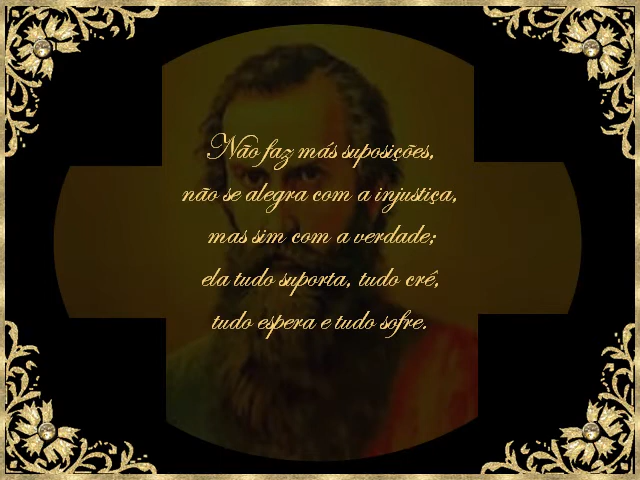 Não faz más suposições,
não se alegra com a injustiça,
mas sim com a verdade;
ela tudo suporta, tudo crê,
tudo espera e tudo sofre.